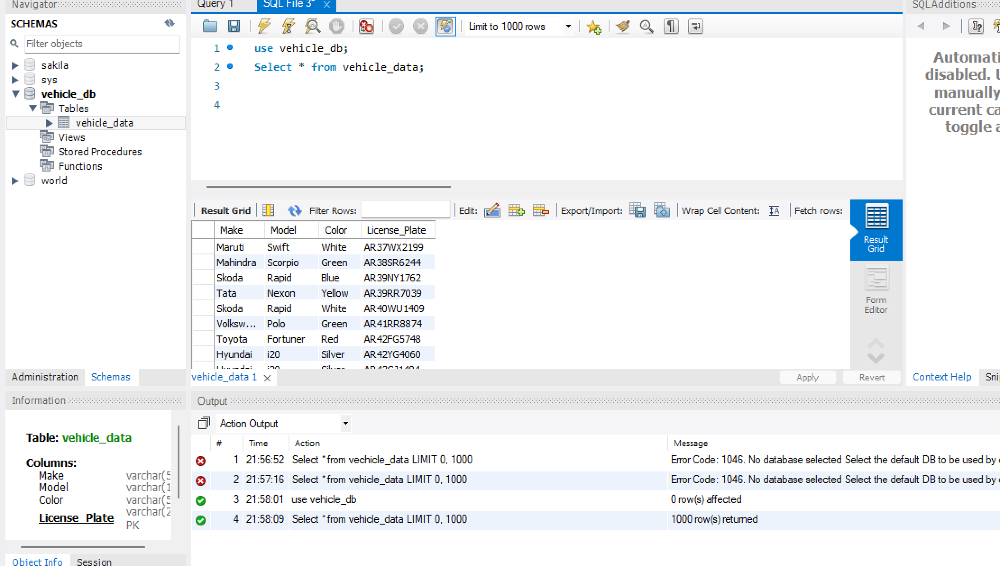 Navigator
SCHEMAS
Filter objects
sakila
sys
vehicle_db
Tables
vehicle_data
Views
Stored Procedures
Functions
world
Administration
Schemas
Information
Table: vehicle_data
Columns:
Make varchar(5
Model varchar(1
Color varchar(5
License_Plate varchar(2
PK
Object Info
Session
Query 1
SQL File 3*
Limit to 1000 rows
1 use vehicle_db;
2 Select * from vehicle_data;
3
4
Result Grid
Filter Rows:
Edit:
Export/Import:
Wrap Cell Content:
Fetch rows:
Make Model Color License_Plate
Maruti Swift White AR37WX2199
Mahindra Scorpio Green AR38SR6244
Skoda Rapid Blue AR39NY1762
Tata Nexon Yellow AR39RR7039
Skoda Rapid White AR40WU1409
Volksw... Polo Green AR41RR8874
Toyota Fortuner Red AR42FG5748
Hyundai i20 Silver AR42YG4060
Result
Grid
Form
Editor
vehicle_data 1
Apply
Revert
Output
Action Output
# Time Action Message
1 21:56:52 Select * from vechicle_data LIMIT 0, 1000 Error Code: 1046. No database selected Select the default DB to be used by
2 21:57:16 Select * from vehicle_data LIMIT 0, 1000 Error Code: 1046. No database selected Select the default DB to be used by
3 21:58:01 use vehicle_db 0 row(s) affected
4 21:58:09 Select * from vehicle_data LIMIT 0, 1000 1000 row(s) returned
SQLAdditions
Automati
disabled. U
manually
current ca
toggle a
Context Help
Sni